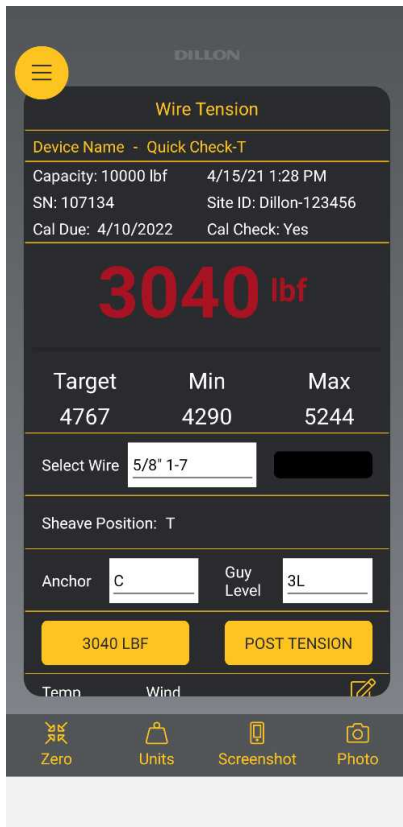 DILLON
Wire Tension
Device Name - Quick Check-T
Capacity: 10000 lbf 4/15/21 1:28 PM
SN: 107134 Site ID: Dillon-123456
Cal Due: 4/10/2022 Cal Check: Yes
3040 lbf
Target Min Max
4767 4290 5244
Select Wire 5/8" 1-7
Sheave Position: T
Anchor C Guy Level 3L
3040 LBF POST TENSION
Temp Wind
Zero Units Screenshot Photo